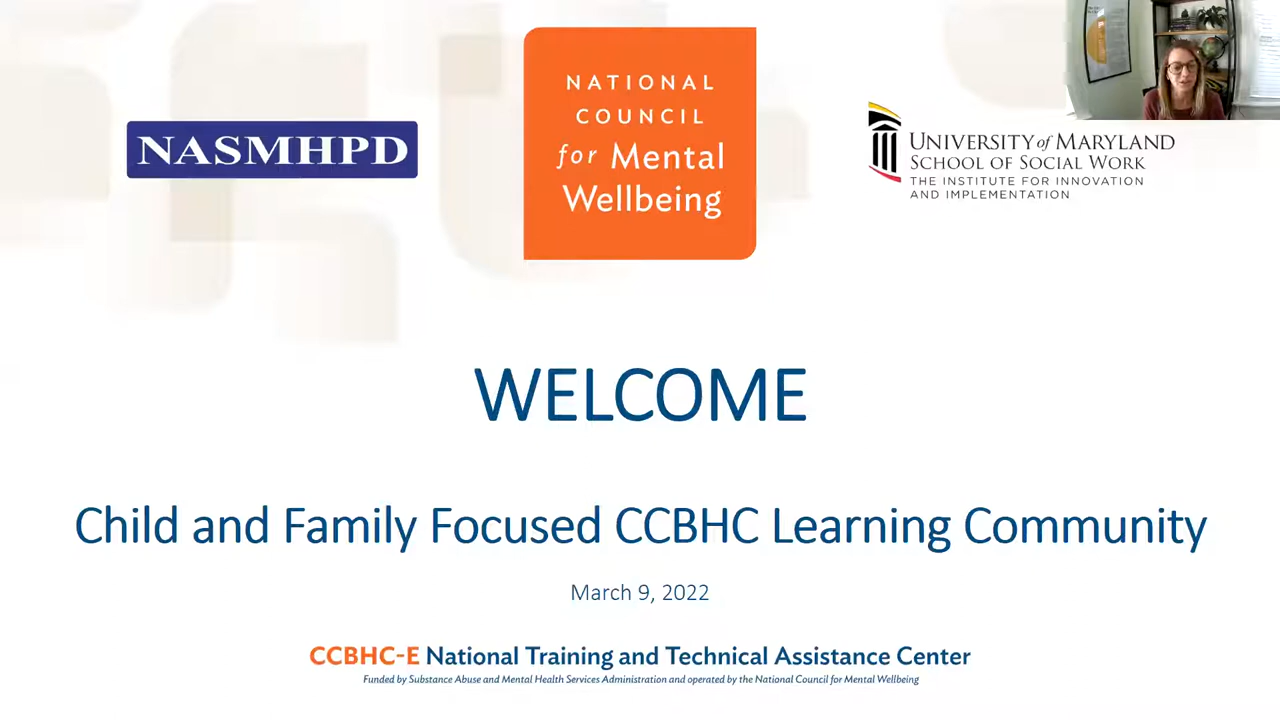 NASMHPD
NATIONAL
COUNCIL
for Mental
Wellbeing
UNIVERSITY of MARYLAND
SCHOOL OF SOCIAL WORK
THE INSTITUTE FOR INNOVATION
AND IMPLEMENTATION
WELCOME
Child and Family Focused CCBHC Learning Community
March 9, 2022
CCBHC-E National Training and Technical Assistance Center
Funded by Substance Abuse and Mental Health Services Administration and operated by the National Council for Mental Wellbeing